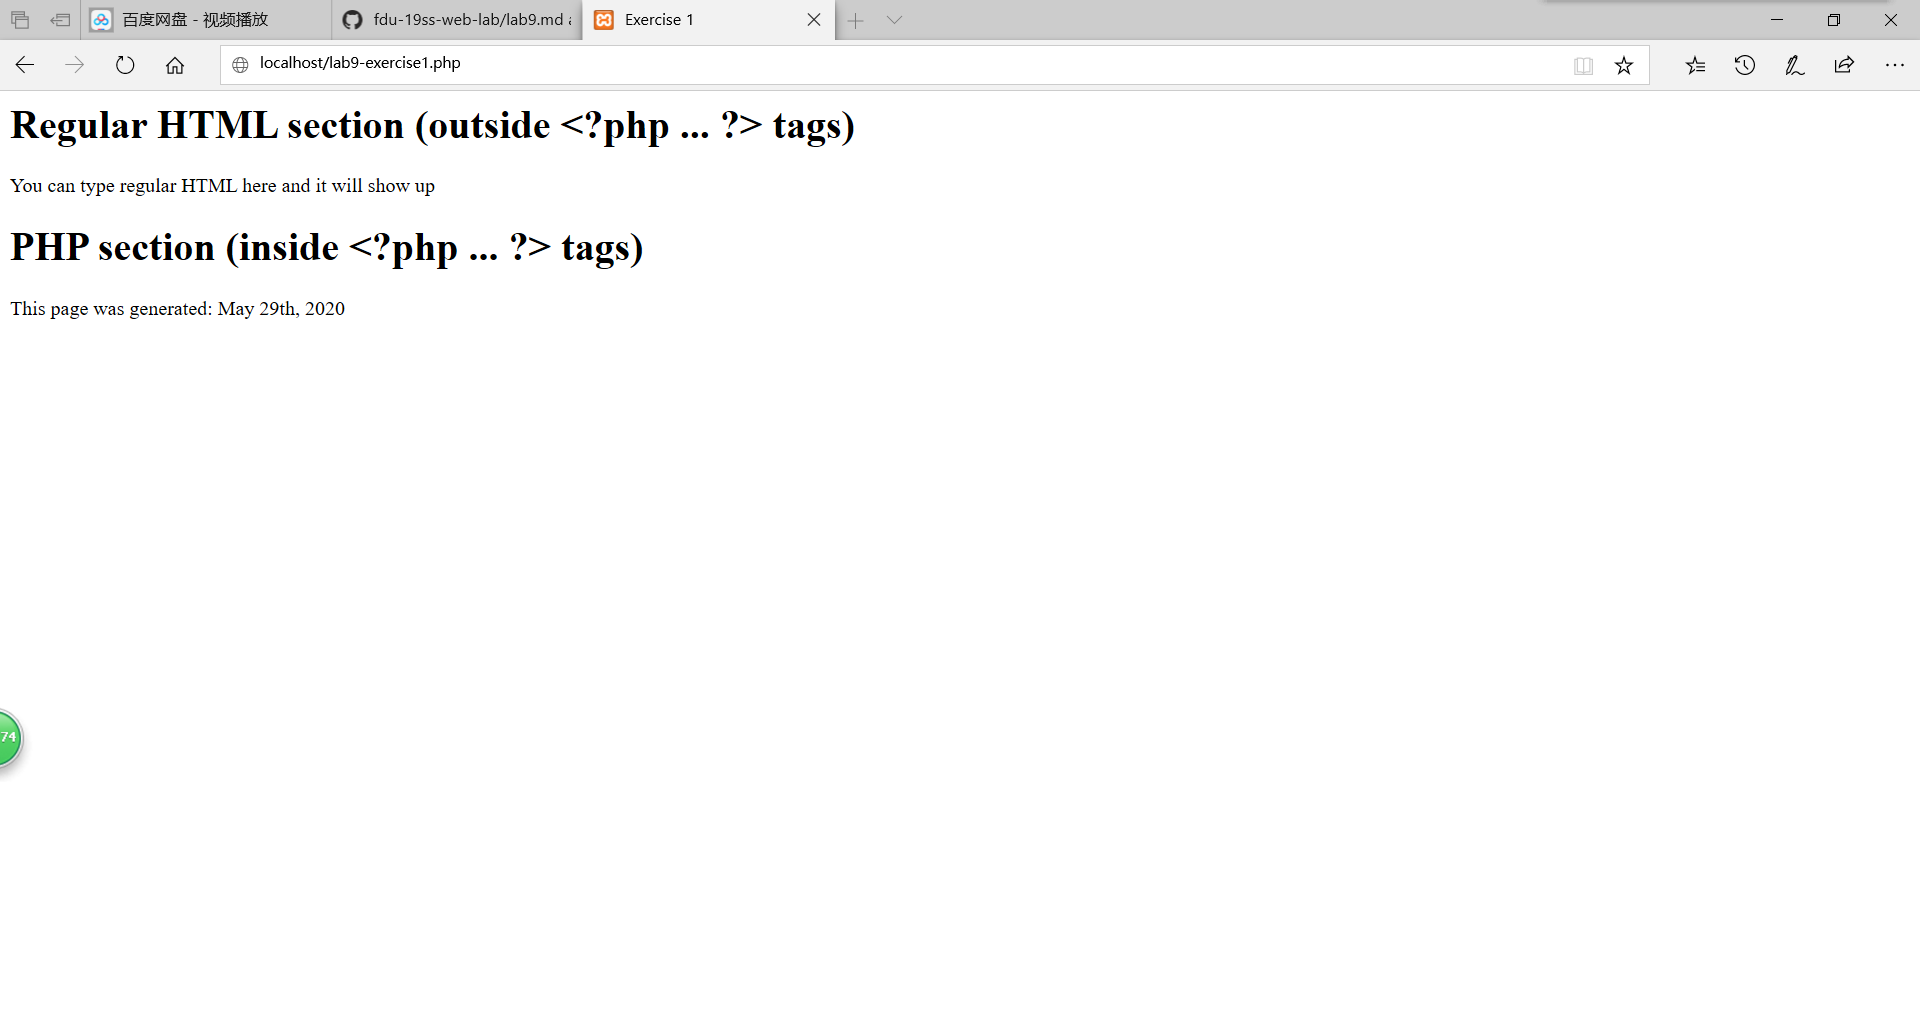 百度网盘 - 视频播放
fdu-19ss-web-lab/lab9.md
Exercise 1
localhost/lab9-exercise1.php
Regular HTML section (outside <?php ... ?> tags)
You can type regular HTML here and it will show up
PHP section (inside <?php ... ?> tags)
This page was generated: May 29th, 2020
74